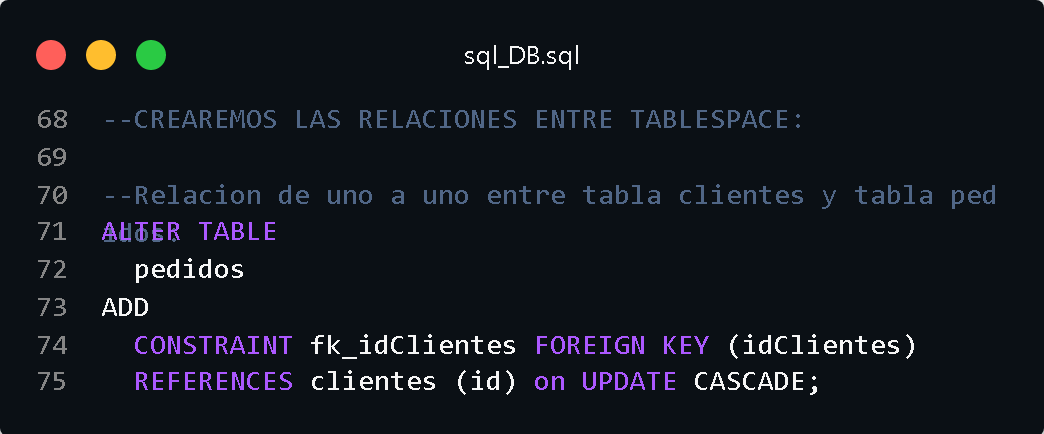 sql_DB.sql
68 --CREAREMOS LAS RELACIONES ENTRE TABLESPACE:
69
70 --Relacion de uno a uno entre tabla clientes y tabla ped
idos.
71 ALTER TABLE
72 pedidos
73 ADD
74 CONSTRAINT fk_idClientes FOREIGN KEY (idClientes)
75 REFERENCES clientes (id) on UPDATE CASCADE;